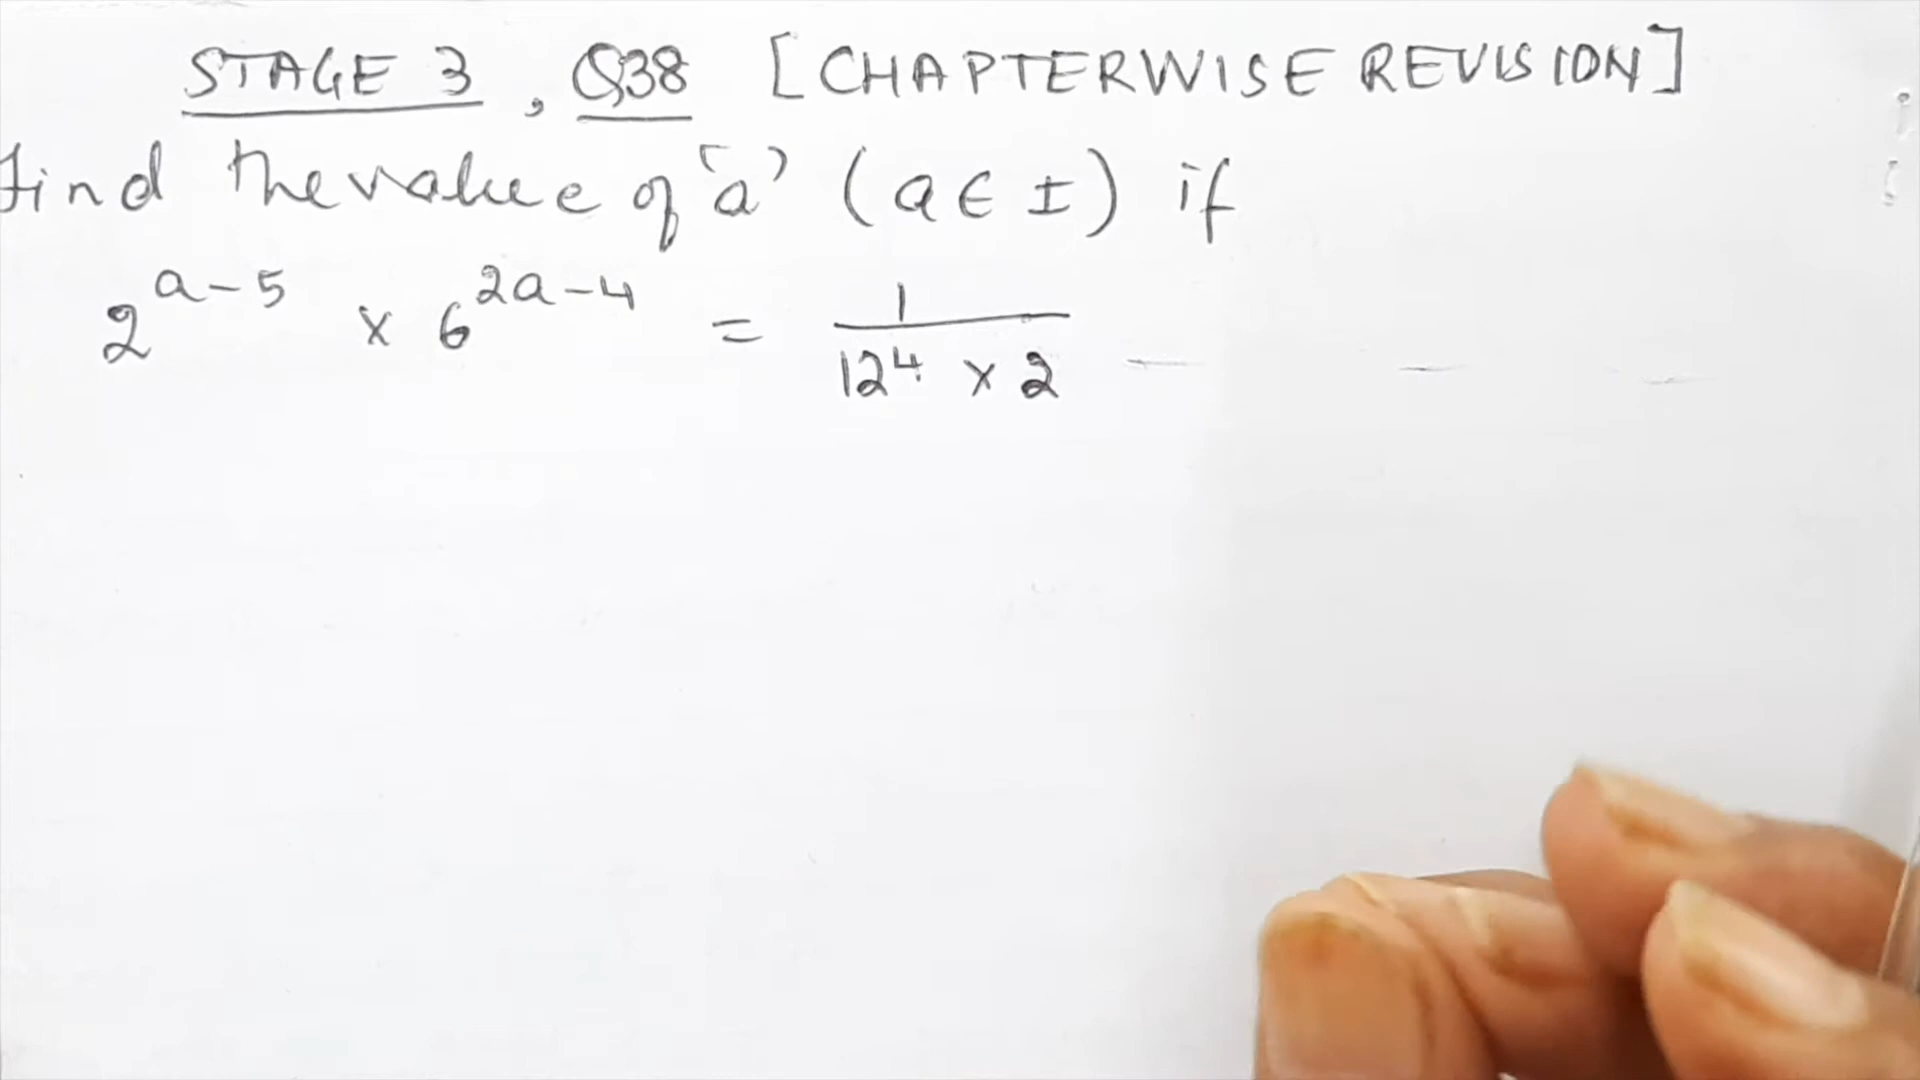 STAGE 3, Q38 [CHAPTERWISE REVISION]
find the value of 'a' (a ∈ I) if
2^(a-5) × 6^(2a-4) = 1/(12^4 × 2)